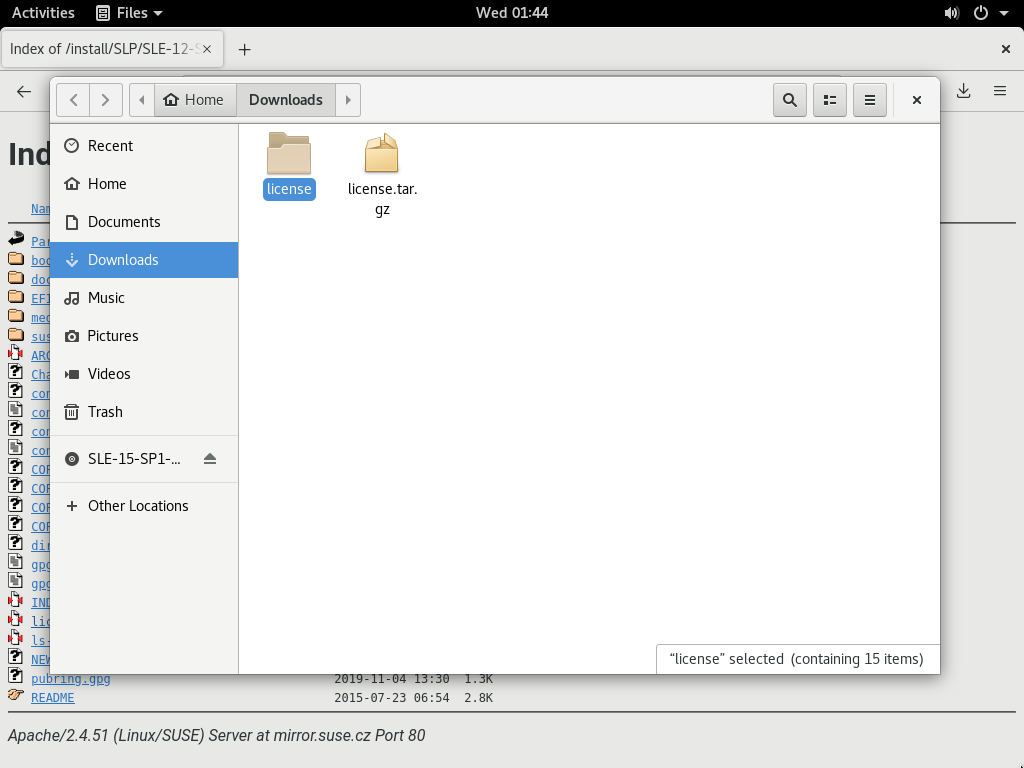 Activities Files Wed 01:44
Index of /install/SLP/SLE-12-S
Home Downloads
Ind
Recent
Home
Documents
Downloads
Music
Pictures
Videos
Trash
SLE-15-SP1-...
Other Locations
license
license.tar.
gz
Nam
Par
boo
doc
EFI
med
sus
ARC
Cha
con
con
con
con
COP
COP
COP
COP
dir
gpg
gpg
IND
lic
ls-
NEW
"license" selected (containing 15 items)
pubring.gpg 2019-11-04 13:30 1.3K
README 2015-07-23 06:54 2.8K
Apache/2.4.51 (Linux/SUSE) Server at mirror.suse.cz Port 80